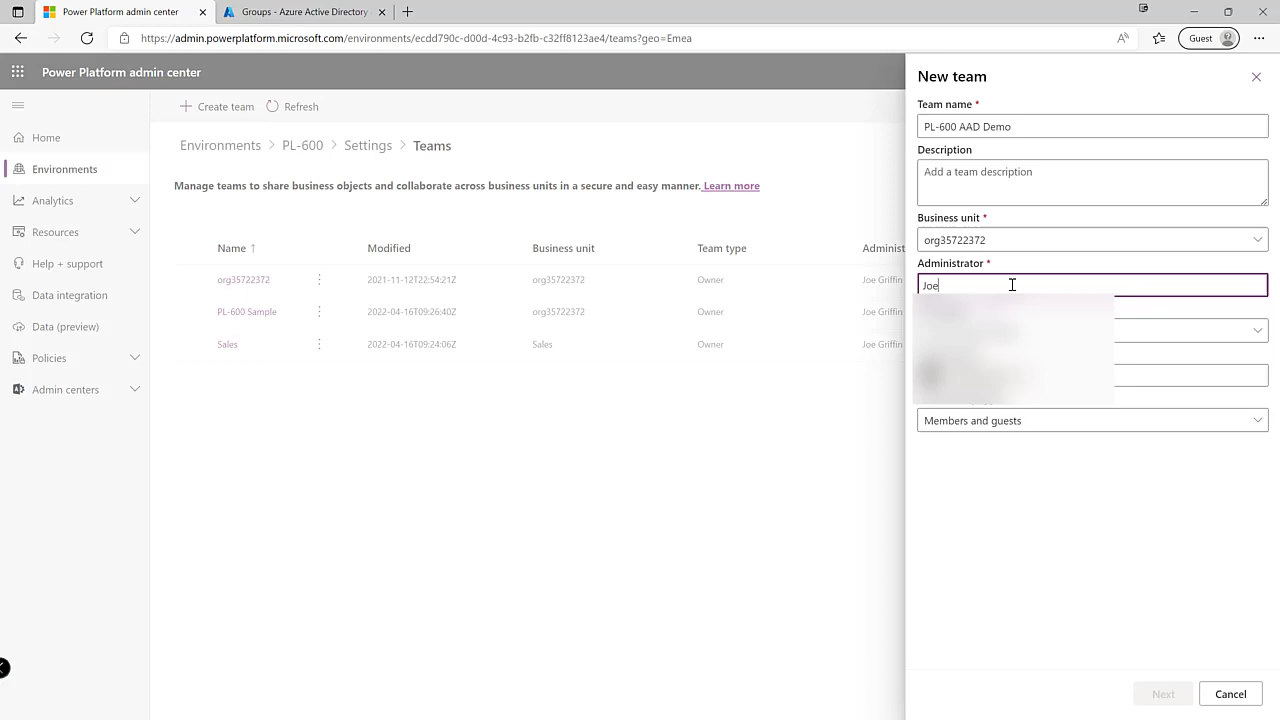 Power Platform admin center
Groups - Azure Active Directory
https://admin.powerplatform.microsoft.com/environments/ecdd790c-d00d-4c93-b2fb-c32ff8123ae4/teams?geo=Emea
Guest
Power Platform admin center
Home
Environments
Analytics
Resources
Help + support
Data integration
Data (preview)
Policies
Admin centers
Create team
Refresh
Environments > PL-600 > Settings > Teams
Manage teams to share business objects and collaborate across business units in a secure and easy manner. Learn more
Name ↑ Modified Business unit Team type Administ
org35722372 2021-11-12T22:54:21Z org35722372 Owner Joe Griffin
PL-600 Sample 2022-04-16T09:26:40Z org35722372 Owner Joe Griffin
Sales 2022-04-16T09:24:06Z Sales Owner Joe Griffin
New team
Team name *
PL-600 AAD Demo
Description
Add a team description
Business unit *
org35722372
Administrator *
Joe
Members and guests
Next
Cancel